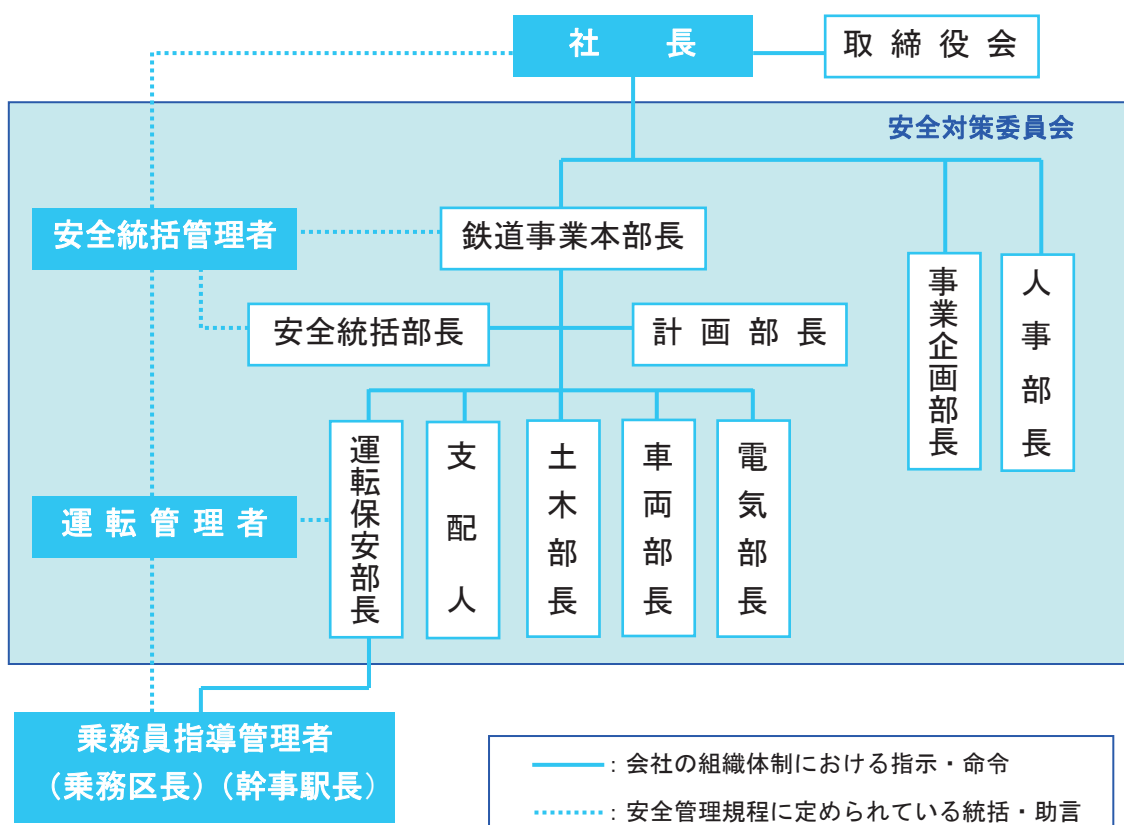 社長
取締役会
安全対策委員会
安全統括管理者
鉄道事業本部長
事業企画部長
人事部長
安全統括部長
計画部長
運転管理者
運転保安部長
支配人
土木部長
車両部長
電気部長
乗務員指導管理者
（乗務区長）（幹事駅長）
：会社の組織体制における指示・命令
：安全管理規程に定められている統括・助言